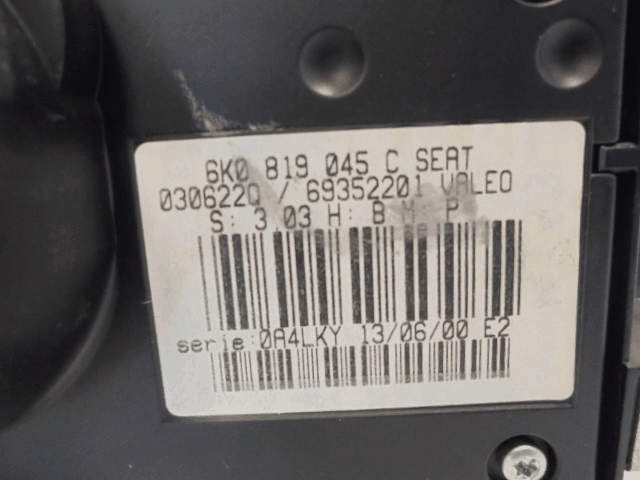 6K0 819 045 C SEAT
030622Q / 69352201 VALEO
S: 3.03 H: B M P
serie:0A4LKY 13/06/00 E2